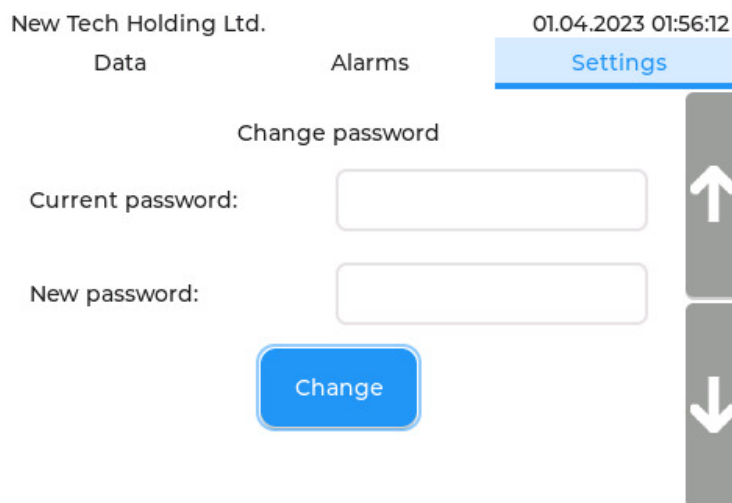 New Tech Holding Ltd. 01.04.2023 01:56:12
Data Alarms Settings
Change password
Current password:
New password:
Change